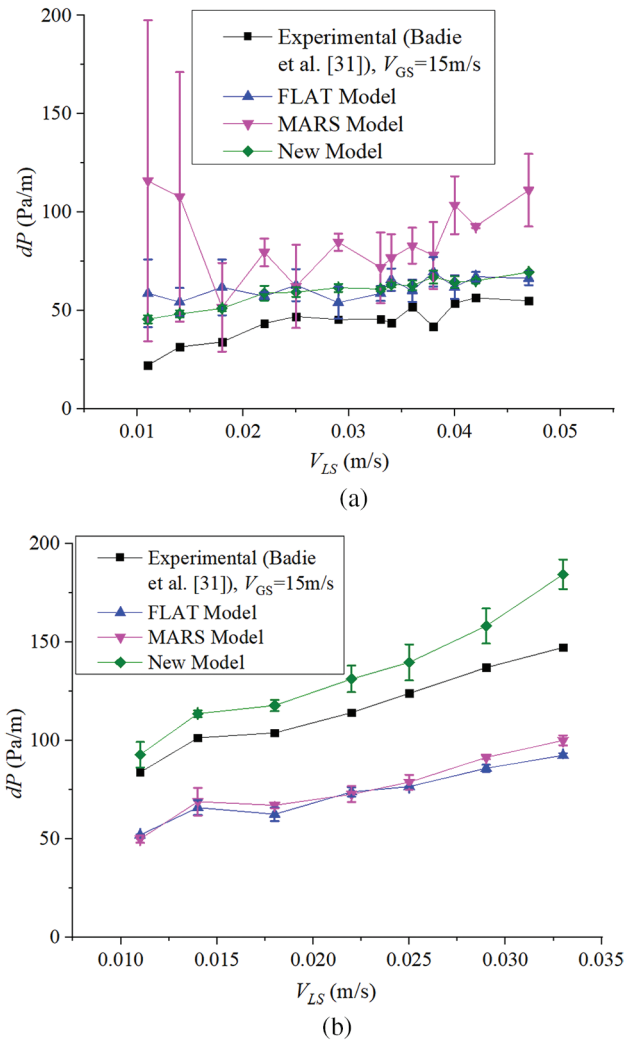 200
150
100
50
0
dP (Pa/m)
Experimental (Badie
et al. [31]), VGS=15m/s
FLAT Model
MARS Model
New Model
0.01 0.02 0.03 0.04 0.05
VLS (m/s)
(a)
200
150
100
50
0
dP (Pa/m)
Experimental (Badie
et al. [31]), VGS=15m/s
FLAT Model
MARS Model
New Model
0.010 0.015 0.020 0.025 0.030 0.035
VLS (m/s)
(b)